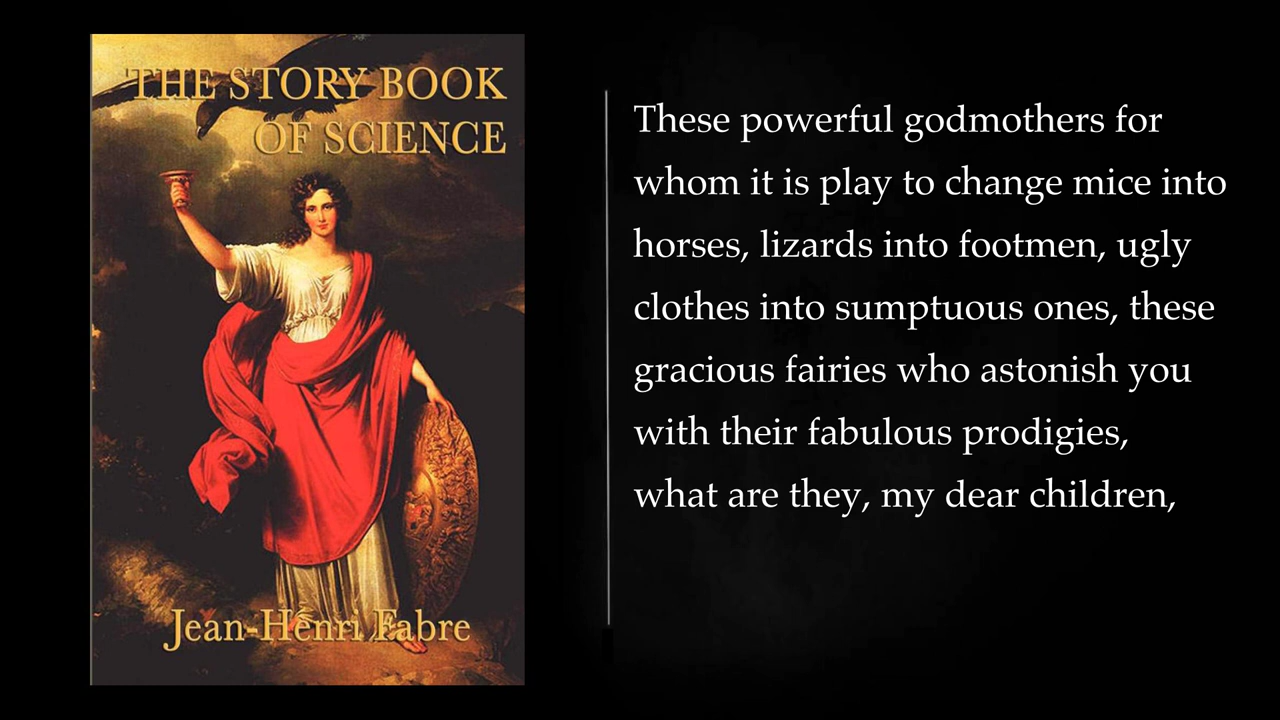 THE STORY BOOK
OF SCIENCE
Jean-Henri Fabre
These powerful godmothers for
whom it is play to change mice into
horses, lizards into footmen, ugly
clothes into sumptuous ones, these
gracious fairies who astonish you
with their fabulous prodigies,
what are they, my dear children,